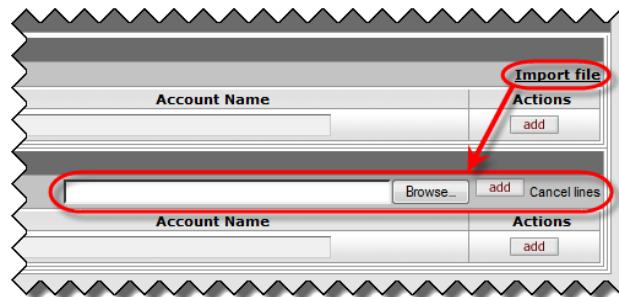 Import file
Account Name Actions
add
Browse... add Cancel lines
Account Name Actions
add